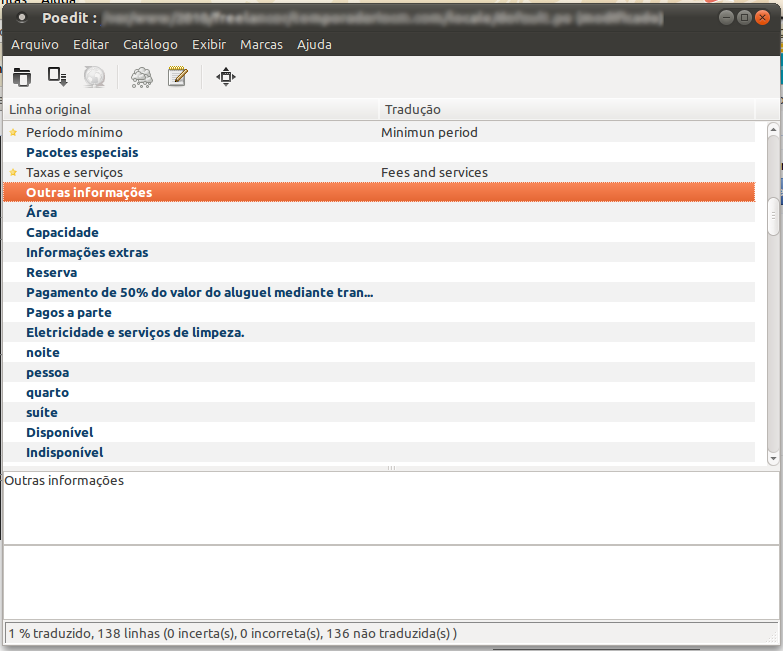 Poedit : (modificado)
Arquivo Editar Catálogo Exibir Marcas Ajuda
Linha original Tradução
Período mínimo Minimun period
Pacotes especiais
Taxas e serviços Fees and services
Outras informações
Área
Capacidade
Informações extras
Reserva
Pagamento de 50% do valor do aluguel mediante tran...
Pagos a parte
Eletricidade e serviços de limpeza.
noite
pessoa
quarto
suíte
Disponível
Indisponível
Outras informações
1 % traduzido, 138 linhas (0 incerta(s), 0 incorreta(s), 136 não traduzida(s) )